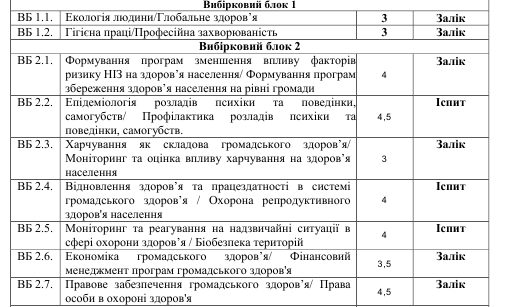 Вибірковий блок 1
ВБ 1.1. Екологія людини/Глобальне здоров’я 3 Залік
ВБ 1.2. Гігієна праці/Професійна захворюваність 3 Залік
Вибірковий блок 2
ВБ 2.1. Формування програм зменшення впливу факторів
ризику НІЗ на здоров’я населення/ Формування програм
збереження здоров’я населення на рівні громади 4 Залік
ВБ 2.2. Епідеміологія розладів психіки та поведінки,
самогубств/ Профілактика розладів психіки та
поведінки, самогубств. 4,5 Іспит
ВБ 2.3. Харчування як складова громадського здоров’я/
Моніторинг та оцінка впливу харчування на здоров’я
населення 3 Залік
ВБ 2.4. Відновлення здоров’я та працездатності в системі
громадського здоров’я / Охорона репродуктивного
здоров'я населення 4 Іспит
ВБ 2.5. Моніторинг та реагування на надзвичайні ситуації в
сфері охорони здоров’я / Біобезпека територій 4 Іспит
ВБ 2.6. Економіка громадського здоров’я/ Фінансовий
менеджмент програм громадського здоров'я 3,5 Залік
ВБ 2.7. Правове забезпечення громадського здоров’я/ Права
особи в охороні здоров'я 4,5 Залік